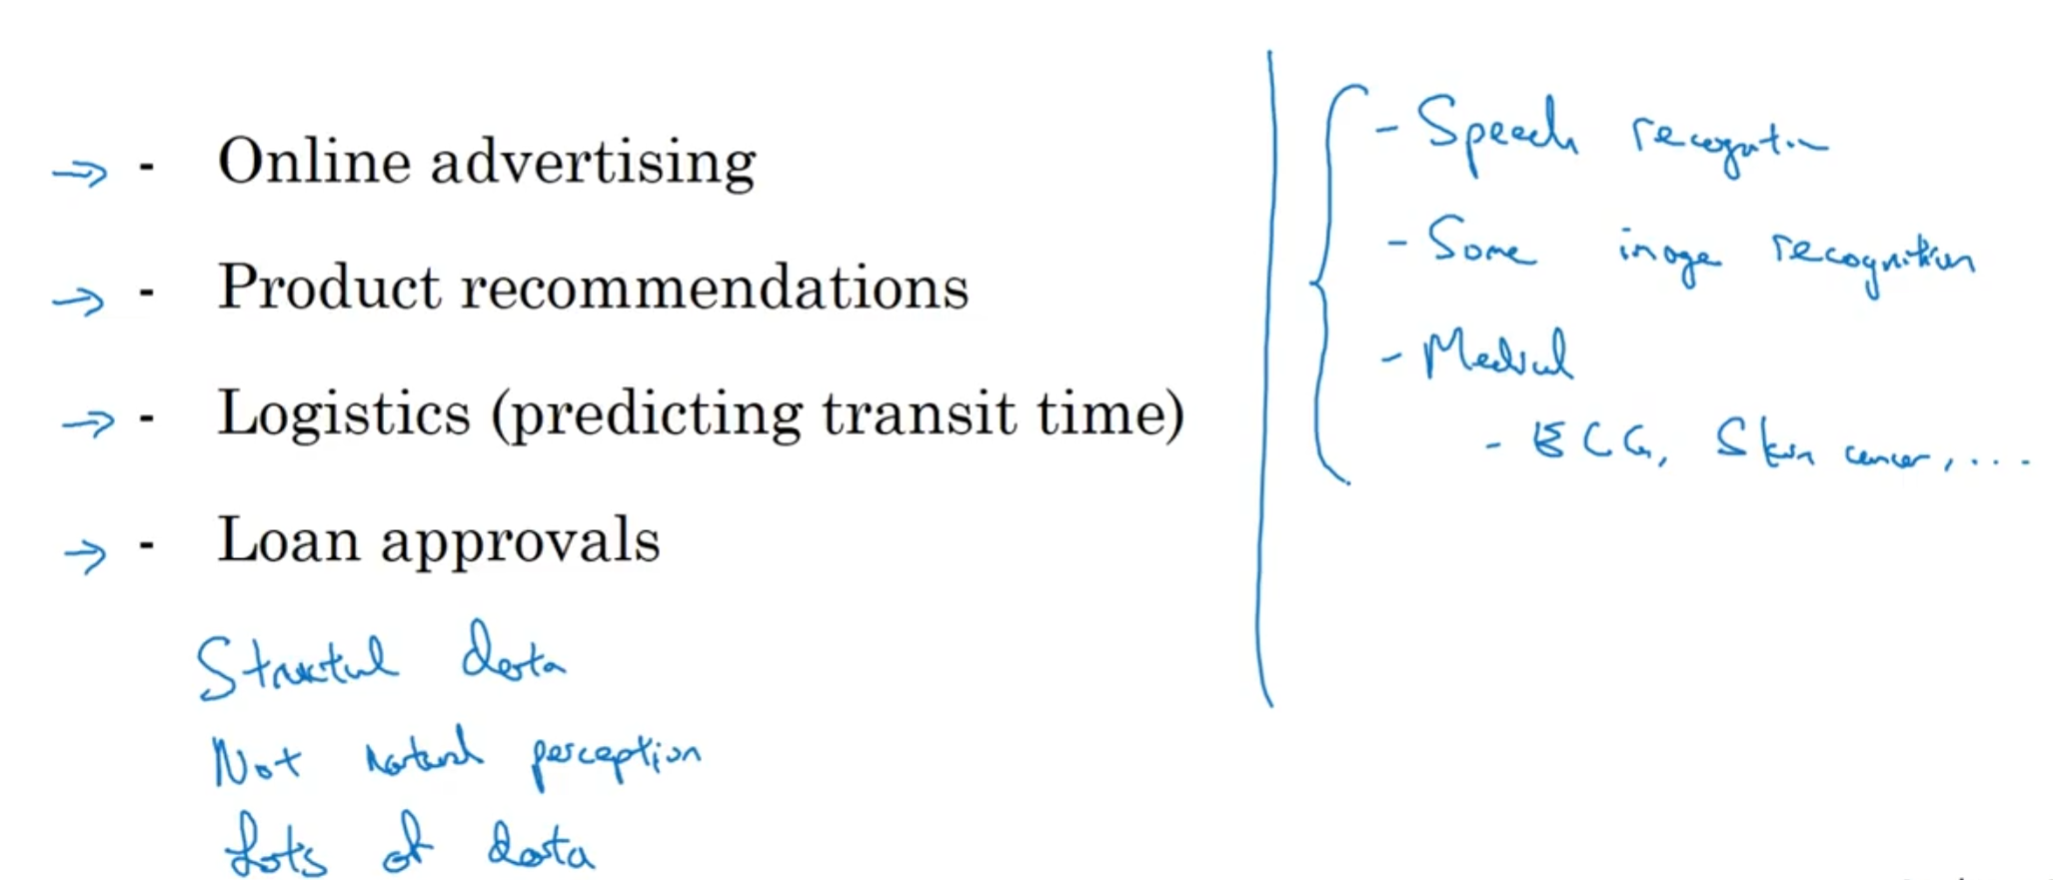 - Online advertising
- Product recommendations
- Logistics (predicting transit time)
- Loan approvals
Structural data
Not natural perception
Lots of data
- Speech recognition
- Some image recognition
- Medical
- ECG, Skin cancer, ...